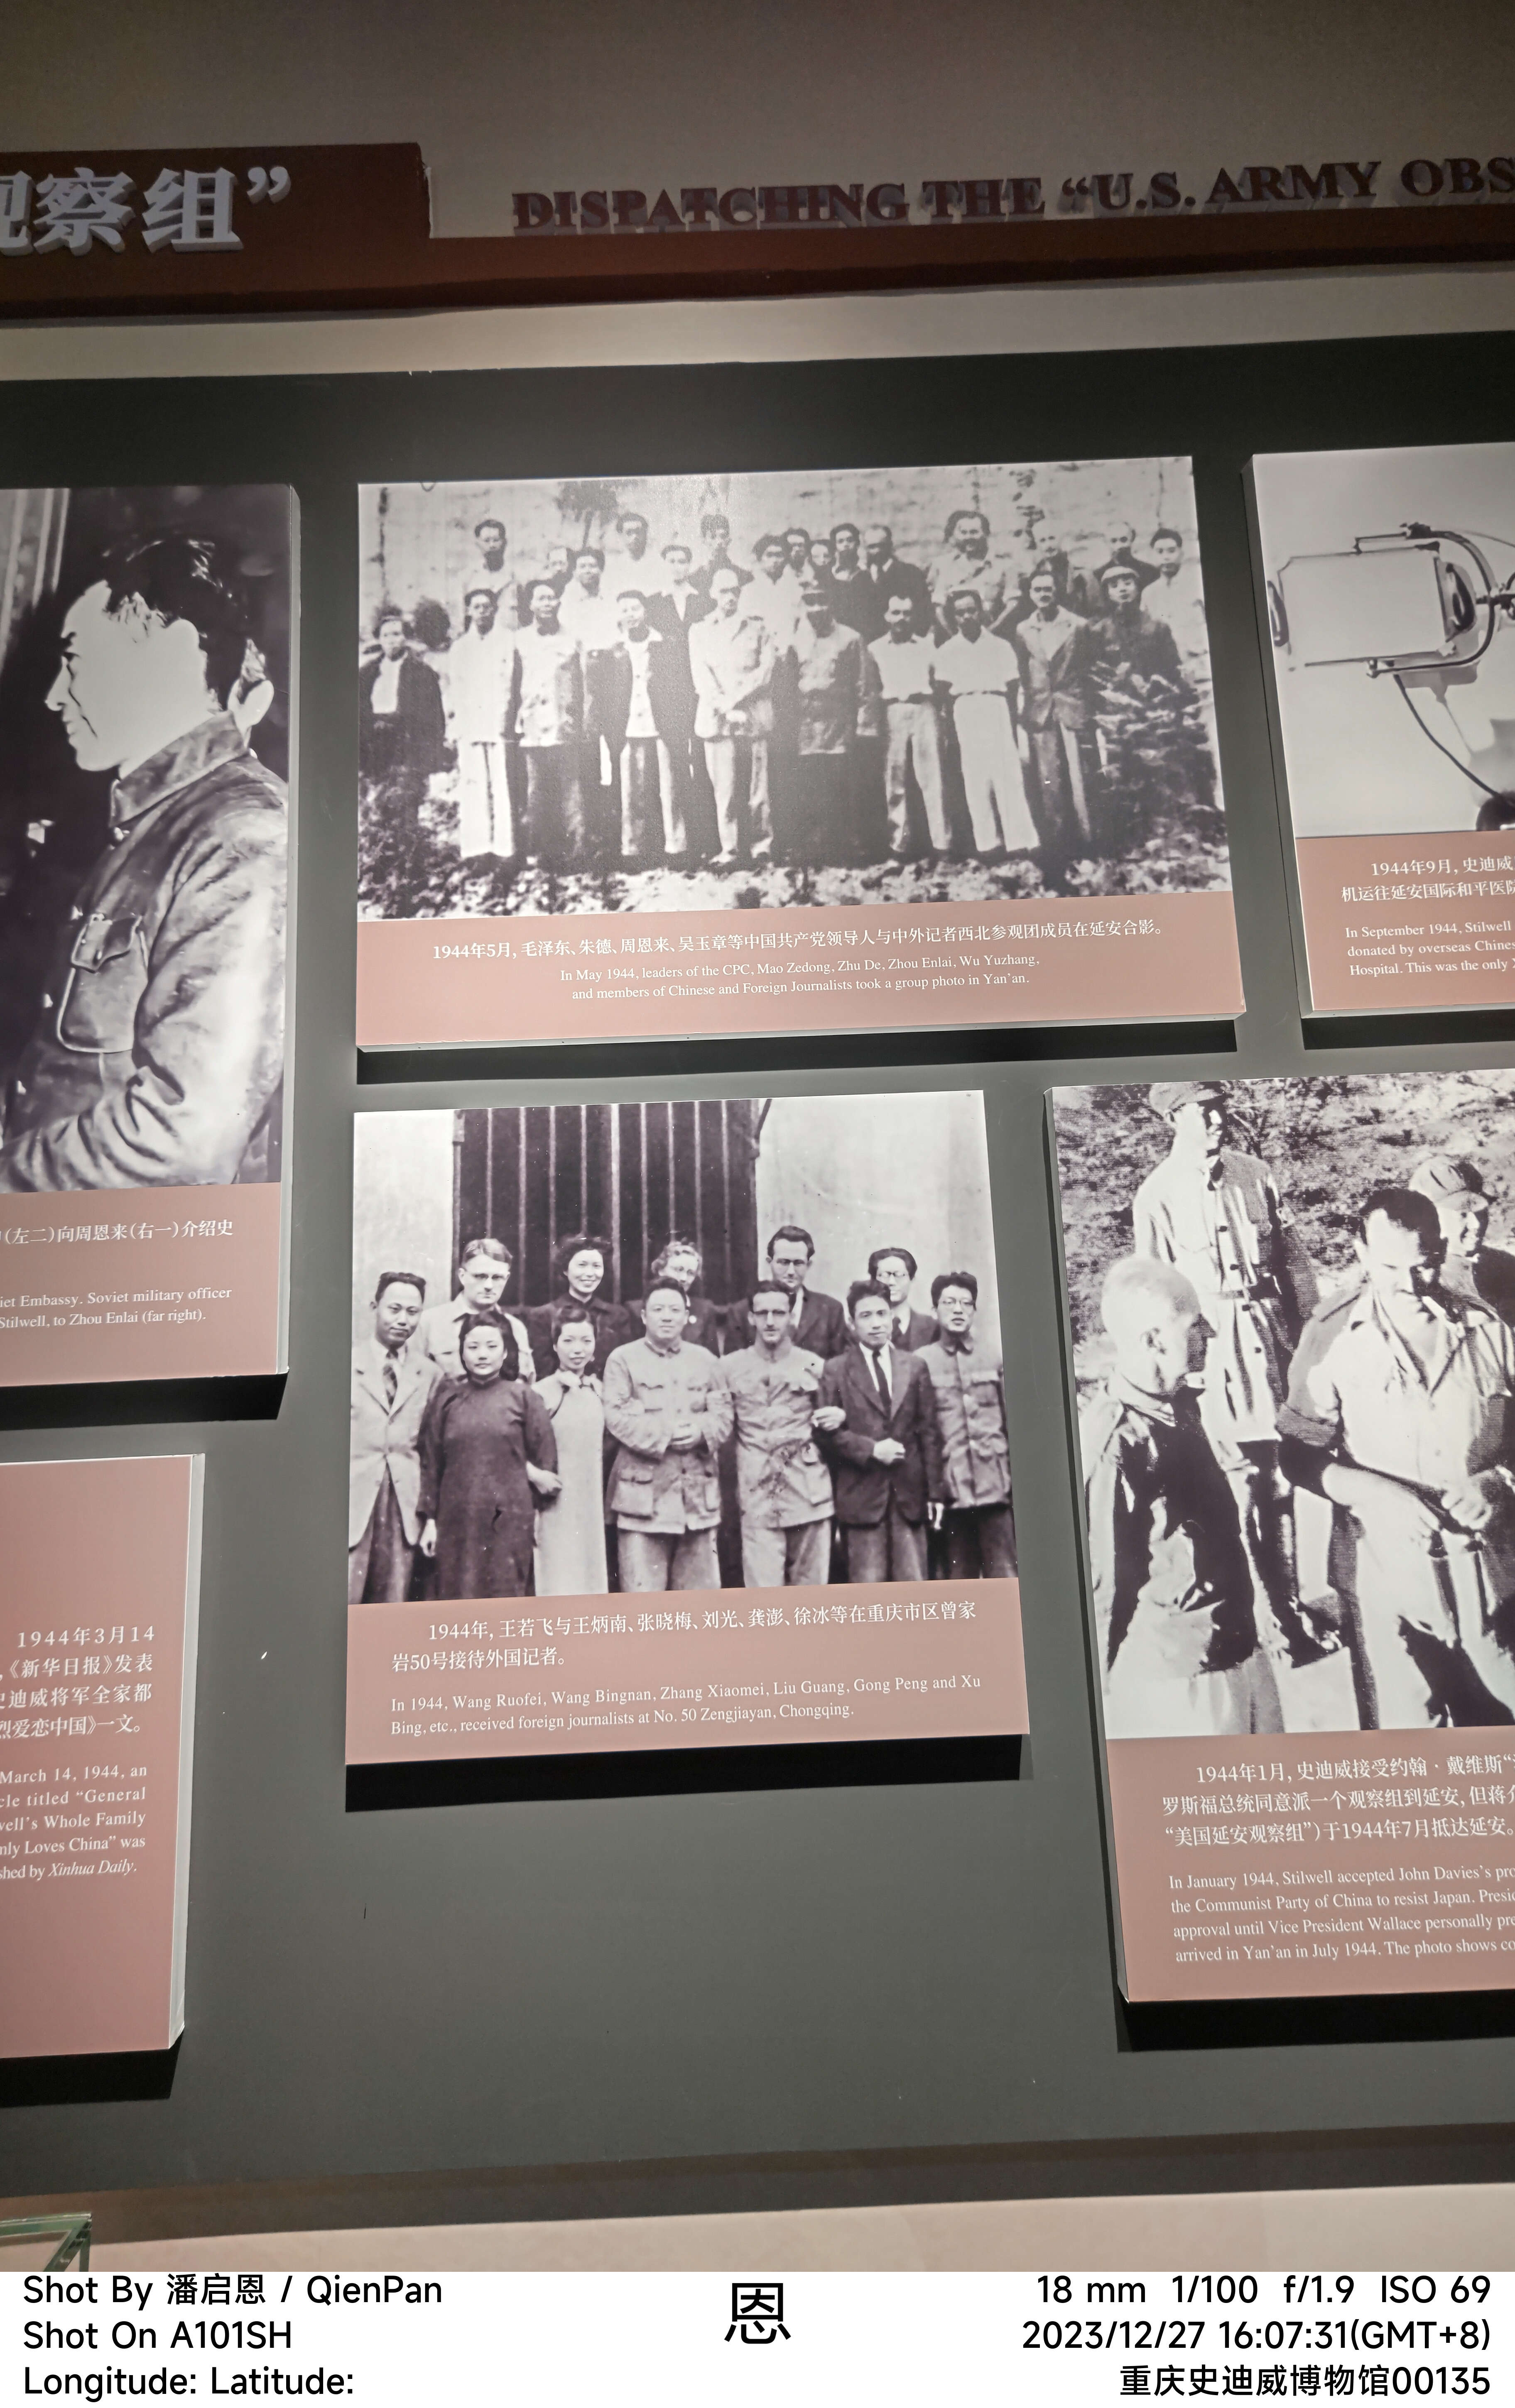 观察组”
DISPATCHING THE “U.S. ARMY OBS
(左二)向周恩来(右一)介绍史
iet Embassy. Soviet military officer
Stilwell, to Zhou Enlai (far right).
1944年5月, 毛泽东、朱德、周恩来、吴玉章等中国共产党领导人与中外记者西北参观团成员在延安合影。
In May 1944, leaders of the CPC, Mao Zedong, Zhu De, Zhou Enlai, Wu Yuzhang,
and members of Chinese and Foreign Journalists took a group photo in Yan’an.
1944年9月, 史迪威
机运往延安国际和平医院
In September 1944, Stilwell
donated by overseas Chines
Hospital. This was the only
1944年3月14
,《新华日报》发表
史迪威将军全家都
烈爱恋中国》一文。
March 14, 1944, an
cle titled “General
well’s Whole Family
nly Loves China” was
shed by Xinhua Daily.
1944年, 王若飞与王炳南、张晓梅、刘光、龚澎、徐冰等在重庆市区曾家
岩50号接待外国记者。
In 1944, Wang Ruofei, Wang Bingnan, Zhang Xiaomei, Liu Guang, Gong Peng and Xu
Bing, etc., received foreign journalists at No. 50 Zengjiayan, Chongqing.
1944年1月, 史迪威接受约翰·戴维斯“
罗斯福总统同意派一个观察组到延安, 但蒋介
“美国延安观察组”)于1944年7月抵达延安。
In January 1944, Stilwell accepted John Davies’s pro
the Communist Party of China to resist Japan. Presid
approval until Vice President Wallace personally pre
arrived in Yan’an in July 1944. The photo shows co
Shot By 潘启恩 / QienPan
Shot On A101SH
Longitude: Latitude:
恩
18 mm 1/100 f/1.9 ISO 69
2023/12/27 16:07:31(GMT+8)
重庆史迪威博物馆00135